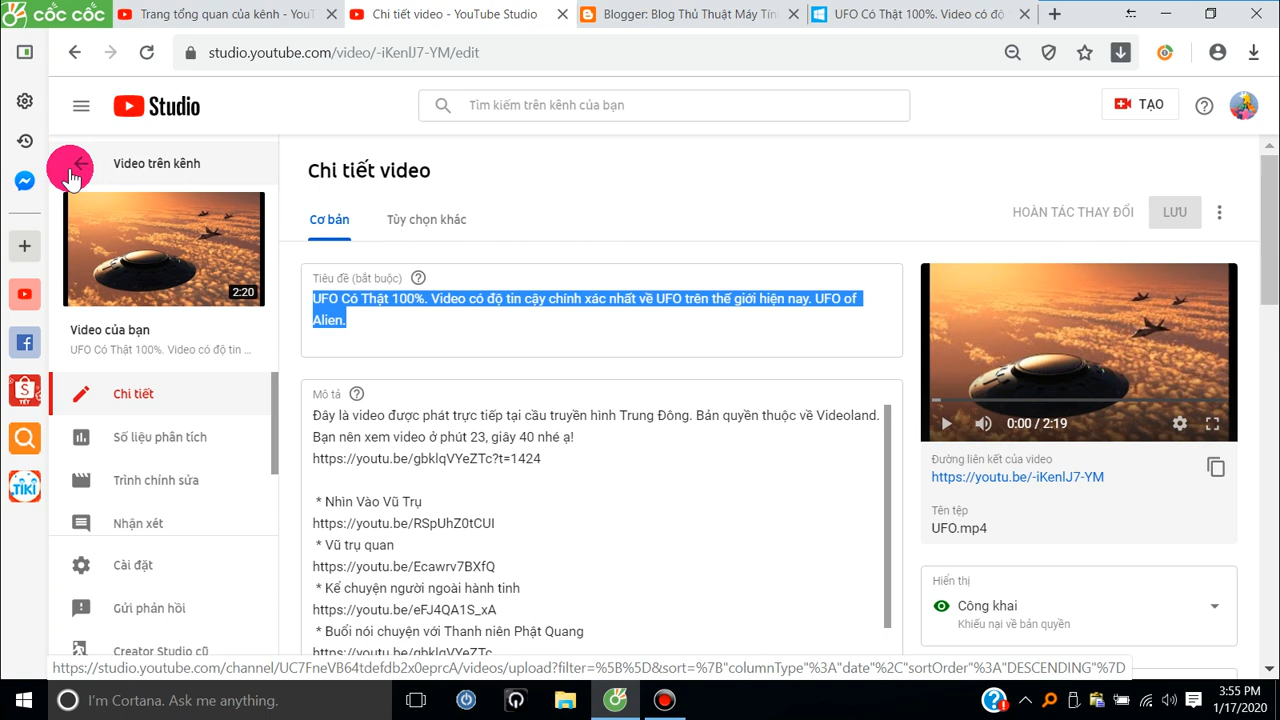 CỐC CỐC
Trang tổng quan của kênh - YouT
Chi tiết video - YouTube Studio
Blogger: Blog Thủ Thuật Máy Tín
UFO Có Thật 100%. Video có độ
studio.youtube.com/video/-iKenlJ7-YM/edit
Studio
Tìm kiếm trên kênh của bạn
TẠO
Video trên kênh
2:20
Video của bạn
UFO Có Thật 100%. Video có độ tin ...
Chi tiết
Số liệu phân tích
Trình chỉnh sửa
Nhận xét
Cài đặt
Gửi phản hồi
Creator Studio cũ
TẾT
TIKI
Chi tiết video
Cơ bản
Tùy chọn khác
HOÀN TÁC THAY ĐỔI
LƯU
Tiêu đề (bắt buộc)
UFO Có Thật 100%. Video có độ tin cậy chính xác nhất về UFO trên thế giới hiện nay. UFO of
Alien.
Mô tả
Đây là video được phát trực tiếp tại cầu truyền hình Trung Đông. Bản quyền thuộc về Videoland.
Bạn nên xem video ở phút 23, giây 40 nhé ạ!
https://youtu.be/gbklqVYeZTc?t=1424
* Nhìn Vào Vũ Trụ
https://youtu.be/RSpUhZ0tCUI
* Vũ trụ quan
https://youtu.be/Ecawrv7BXfQ
* Kể chuyện người ngoài hành tinh
https://youtu.be/eFJ4QA1S_xA
* Buổi nói chuyện với Thanh niên Phật Quang
https://youtu.be/gbklqVYeZTc
0:00 / 2:19
Đường liên kết của video
https://youtu.be/-iKenlJ7-YM
Tên tệp
UFO.mp4
Hiển thị
Công khai
Khiếu nại về bản quyền
https://studio.youtube.com/channel/UC7FneVB64tdefdb2x0eprcA/videos/upload?filter=%5B%5D&sort=%7B"columnType"%3A"date"%2C"sortOrder"%3A"DESCENDING"%7D
I'm Cortana. Ask me anything.
3:55 PM
1/17/2020